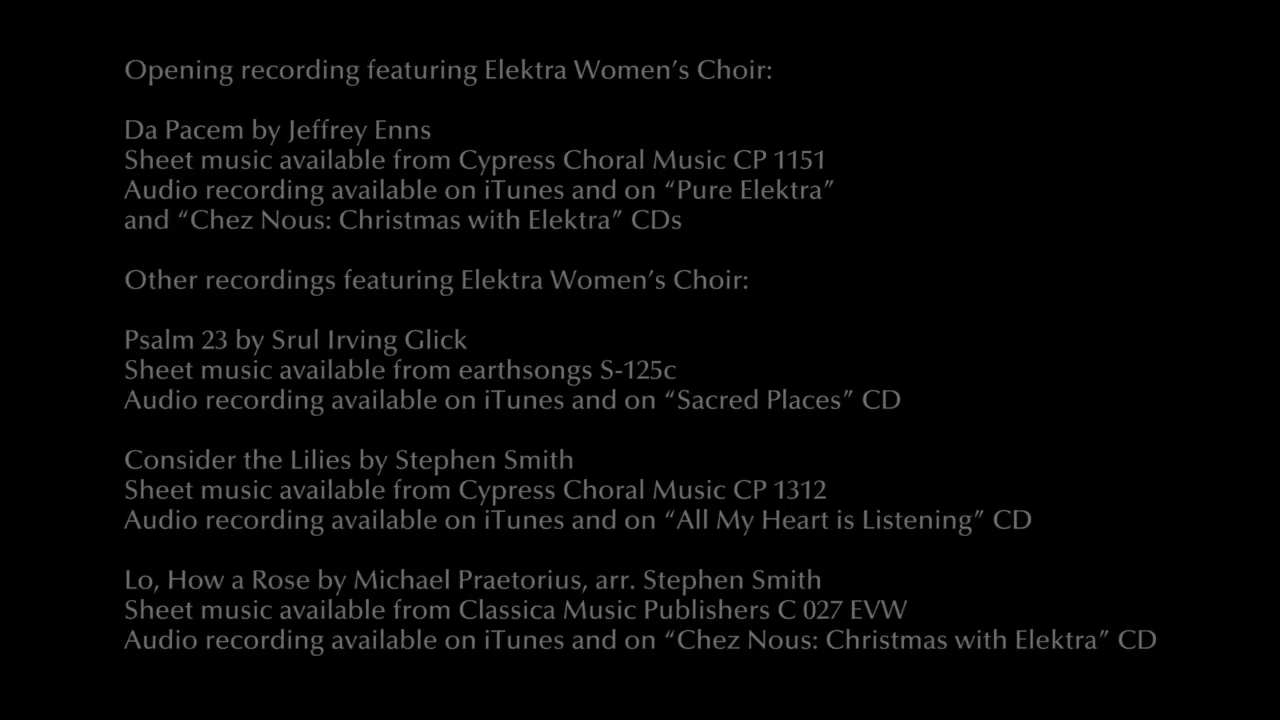 Opening recording featuring Elektra Women’s Choir:
Da Pacem by Jeffrey Enns
Sheet music available from Cypress Choral Music CP 1151
Audio recording available on iTunes and on “Pure Elektra”
and “Chez Nous: Christmas with Elektra” CDs
Other recordings featuring Elektra Women’s Choir:
Psalm 23 by Srul Irving Glick
Sheet music available from earthsongs S-125c
Audio recording available on iTunes and on “Sacred Places” CD
Consider the Lilies by Stephen Smith
Sheet music available from Cypress Choral Music CP 1312
Audio recording available on iTunes and on “All My Heart is Listening” CD
Lo, How a Rose by Michael Praetorius, arr. Stephen Smith
Sheet music available from Classica Music Publishers C 027 EVW
Audio recording available on iTunes and on “Chez Nous: Christmas with Elektra” CD